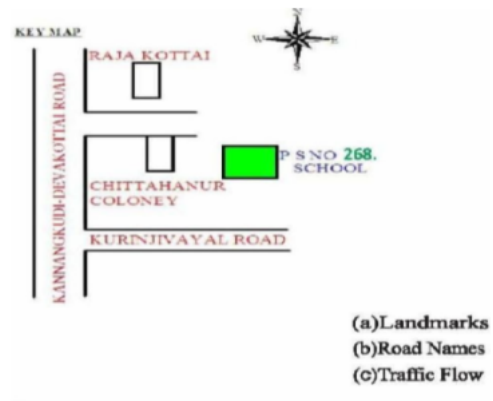 KEY MAP
N
W E
S
RAJA KOTTAI
KANNANGKUDI-DEVAKOTTAI ROAD
P S NO 268.
SCHOOL
CHITTAHANUR
COLONEY
KURINJIVAYAL ROAD
(a)Landmarks
(b)Road Names
(c)Traffic Flow